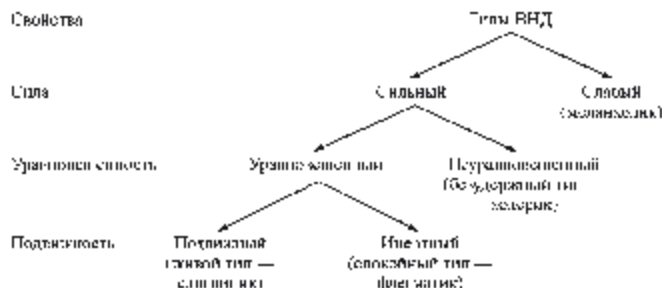 Свойства
Типы ВНД
Сила
Сильный
Слабый
(меланхолик)
Уравновешенность
Уравновешенный
Неуравновешенный
(безудержный тип
холерик)
Подвижность
Подвижный
(живой тип —
сангвиник)
Инертный
(спокойный тип —
флегматик)